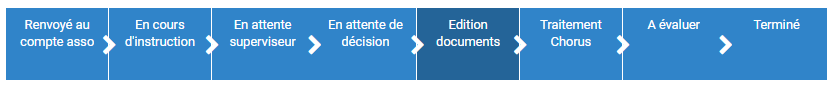 Renvoyé au
compte asso
En cours
d'instruction
En attente
superviseur
En attente de
décision
Edition
documents
Traitement
Chorus
A évaluer
Terminé